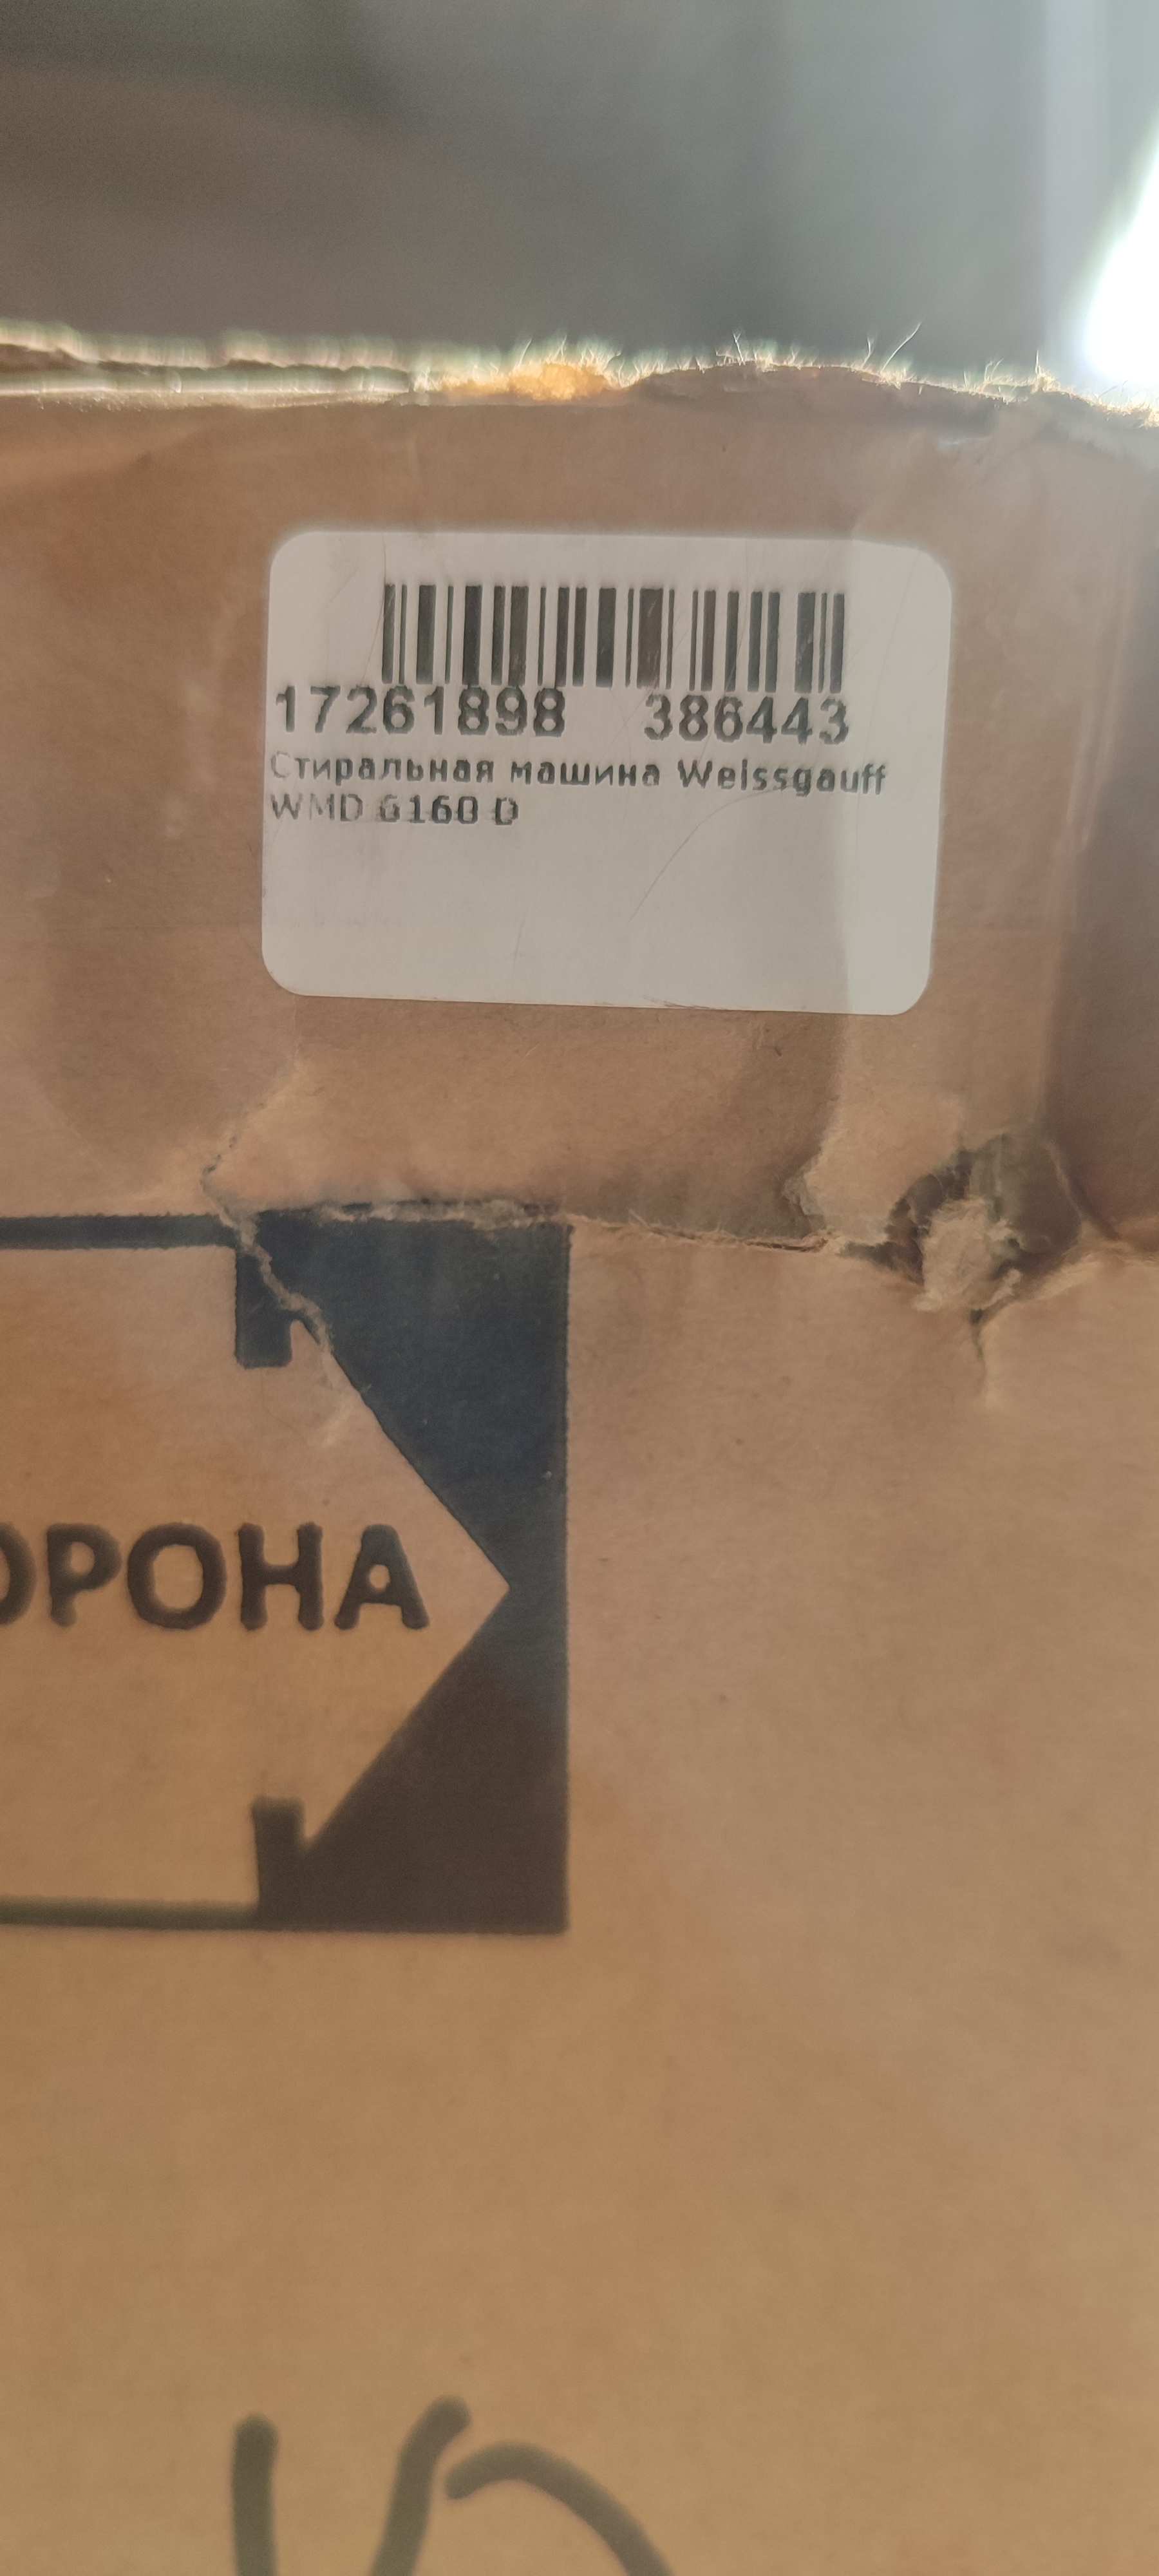 17261898 386443
Стиральная машина Weissgauff
WMD 6160 D
ОРОНА